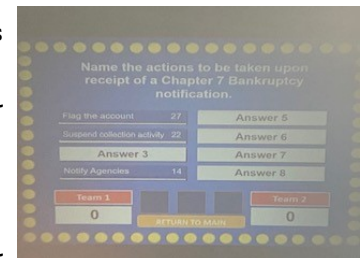 Name the actions to be taken upon
receipt of a Chapter 7 Bankruptcy
notification.
Flag the account 27
Suspend collection activity 22
Answer 3
Notify Agencies 14
Answer 5
Answer 6
Answer 7
Answer 8
Team 1
0
RETURN TO MAIN
Team 2
0